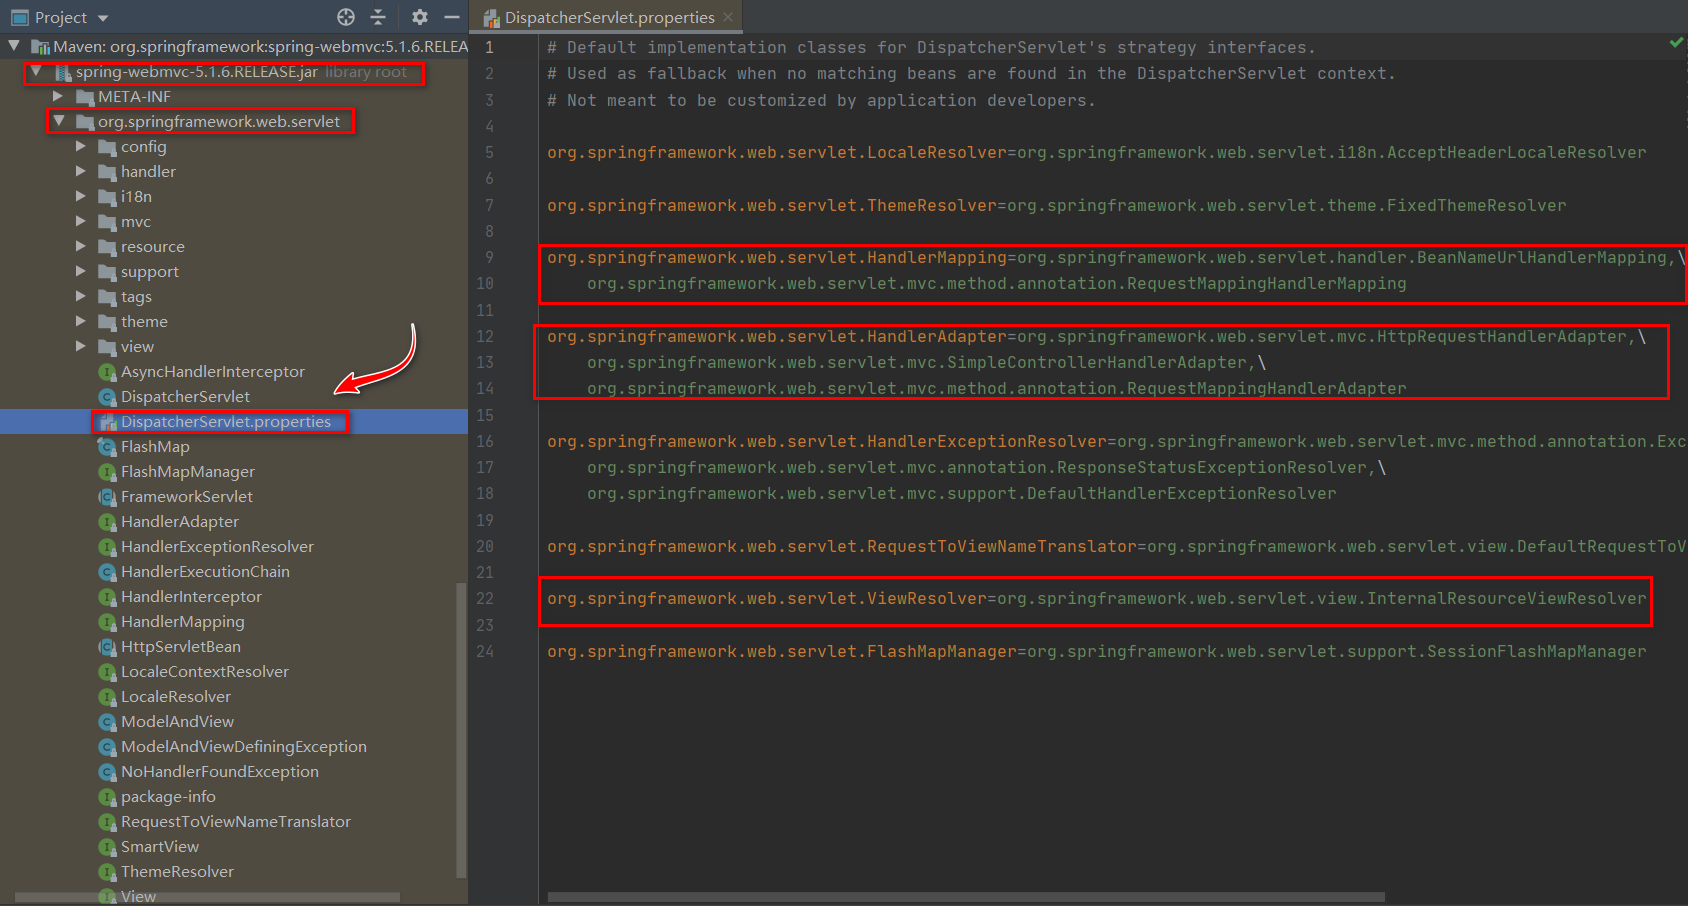 Project
Maven: org.springframework:spring-webmvc:5.1.6.RELEA
spring-webmvc-5.1.6.RELEASE.jar library root
META-INF
org.springframework.web.servlet
config
handler
i18n
mvc
resource
support
tags
theme
view
AsyncHandlerInterceptor
DispatcherServlet
DispatcherServlet.properties
FlashMap
FlashMapManager
FrameworkServlet
HandlerAdapter
HandlerExceptionResolver
HandlerExecutionChain
HandlerInterceptor
HandlerMapping
HttpServletBean
LocaleContextResolver
LocaleResolver
ModelAndView
ModelAndViewDefiningException
NoHandlerFoundException
package-info
RequestToViewNameTranslator
SmartView
ThemeResolver
View
DispatcherServlet.properties
1 # Default implementation classes for DispatcherServlet's strategy interfaces.
2 # Used as fallback when no matching beans are found in the DispatcherServlet context.
3 # Not meant to be customized by application developers.
4
5 org.springframework.web.servlet.LocaleResolver=org.springframework.web.servlet.i18n.AcceptHeaderLocaleResolver
6
7 org.springframework.web.servlet.ThemeResolver=org.springframework.web.servlet.theme.FixedThemeResolver
8
9 org.springframework.web.servlet.HandlerMapping=org.springframework.web.servlet.handler.BeanNameUrlHandlerMapping,\
10 org.springframework.web.servlet.mvc.method.annotation.RequestMappingHandlerMapping
11
12 org.springframework.web.servlet.HandlerAdapter=org.springframework.web.servlet.mvc.HttpRequestHandlerAdapter,\
13 org.springframework.web.servlet.mvc.SimpleControllerHandlerAdapter,\
14 org.springframework.web.servlet.mvc.method.annotation.RequestMappingHandlerAdapter
15
16 org.springframework.web.servlet.HandlerExceptionResolver=org.springframework.web.servlet.mvc.method.annotation.Exc
17 org.springframework.web.servlet.mvc.annotation.ResponseStatusExceptionResolver,\
18 org.springframework.web.servlet.mvc.support.DefaultHandlerExceptionResolver
19
20 org.springframework.web.servlet.RequestToViewNameTranslator=org.springframework.web.servlet.view.DefaultRequestToV
21
22 org.springframework.web.servlet.ViewResolver=org.springframework.web.servlet.view.InternalResourceViewResolver
23
24 org.springframework.web.servlet.FlashMapManager=org.springframework.web.servlet.support.SessionFlashMapManager